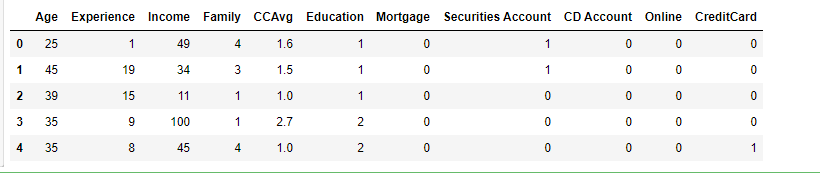 Age Experience Income Family CCAvg Education Mortgage Securities Account CD Account Online CreditCard
0 25 1 49 4 1.6 1 0 1 0 0 0
1 45 19 34 3 1.5 1 0 1 0 0 0
2 39 15 11 1 1.0 1 0 0 0 0 0
3 35 9 100 1 2.7 2 0 0 0 0 0
4 35 8 45 4 1.0 2 0 0 0 0 1